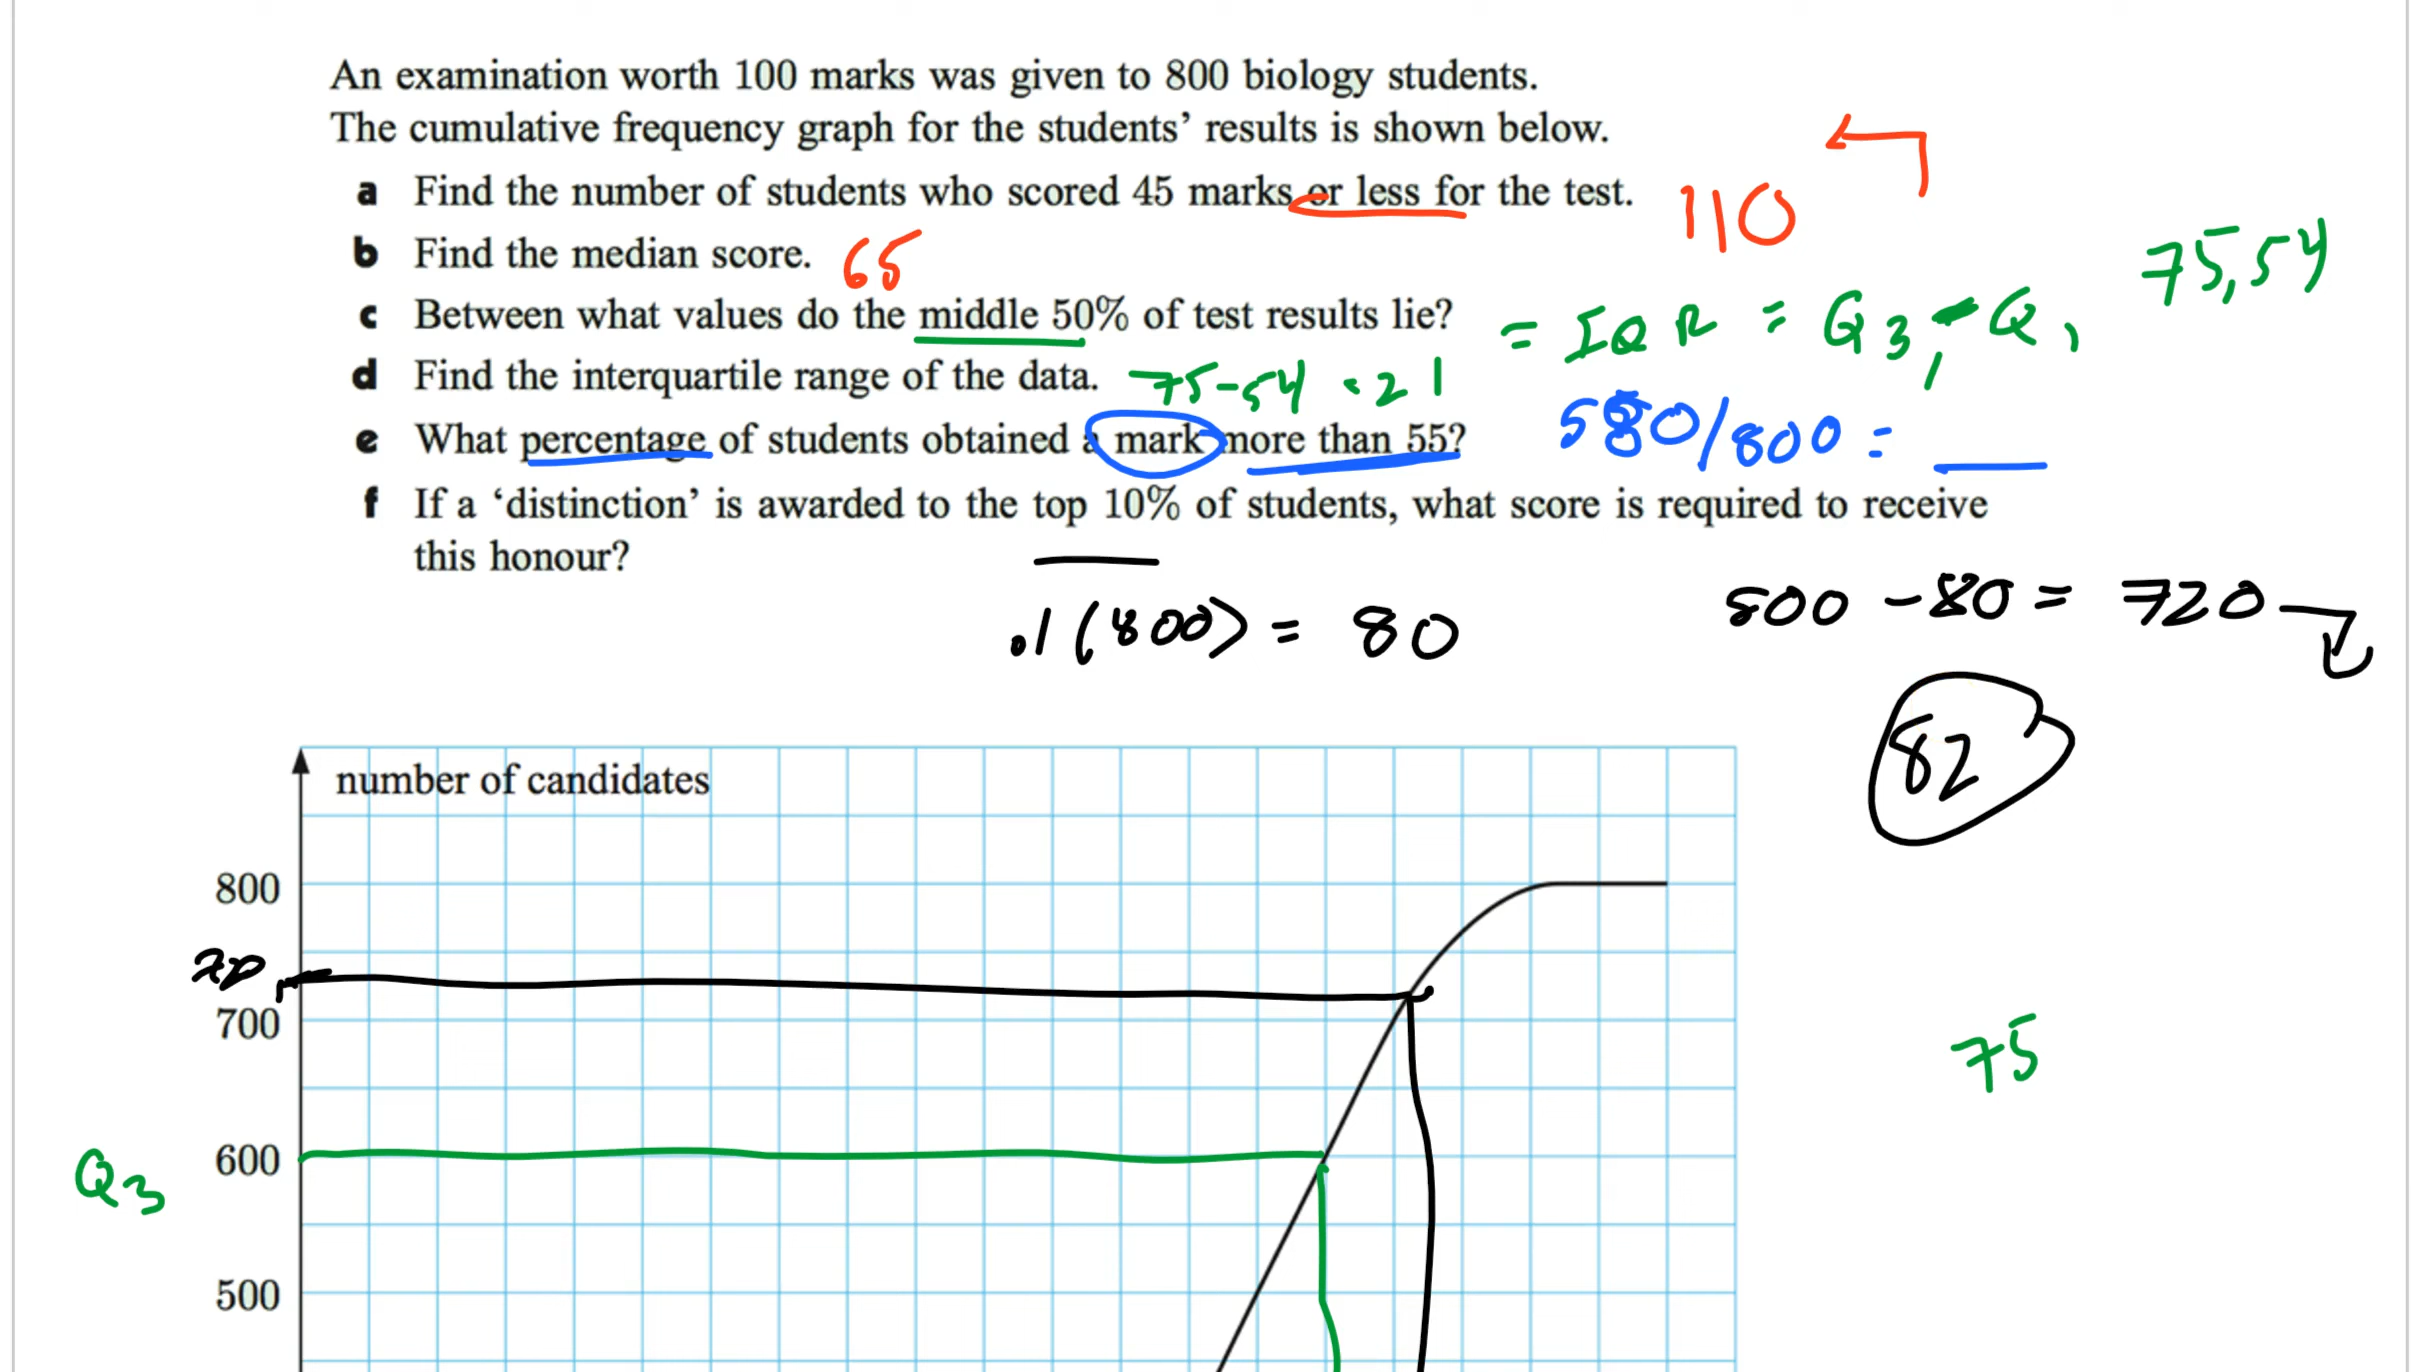 An examination worth 100 marks was given to 800 biology students.
The cumulative frequency graph for the students' results is shown below.
a Find the number of students who scored 45 marks or less for the test. 110
b Find the median score. 65
75,54
c Between what values do the middle 50% of test results lie? = IQR = Q3 - Q1
d Find the interquartile range of the data. 75-54 = 21
e What percentage of students obtained a mark more than 55? 580/800 =
f If a 'distinction' is awarded to the top 10% of students, what score is required to receive
this honour?
.1 (800) = 80
800 - 80 = 720
82
number of candidates
800
720
700
75
Q3 600
500